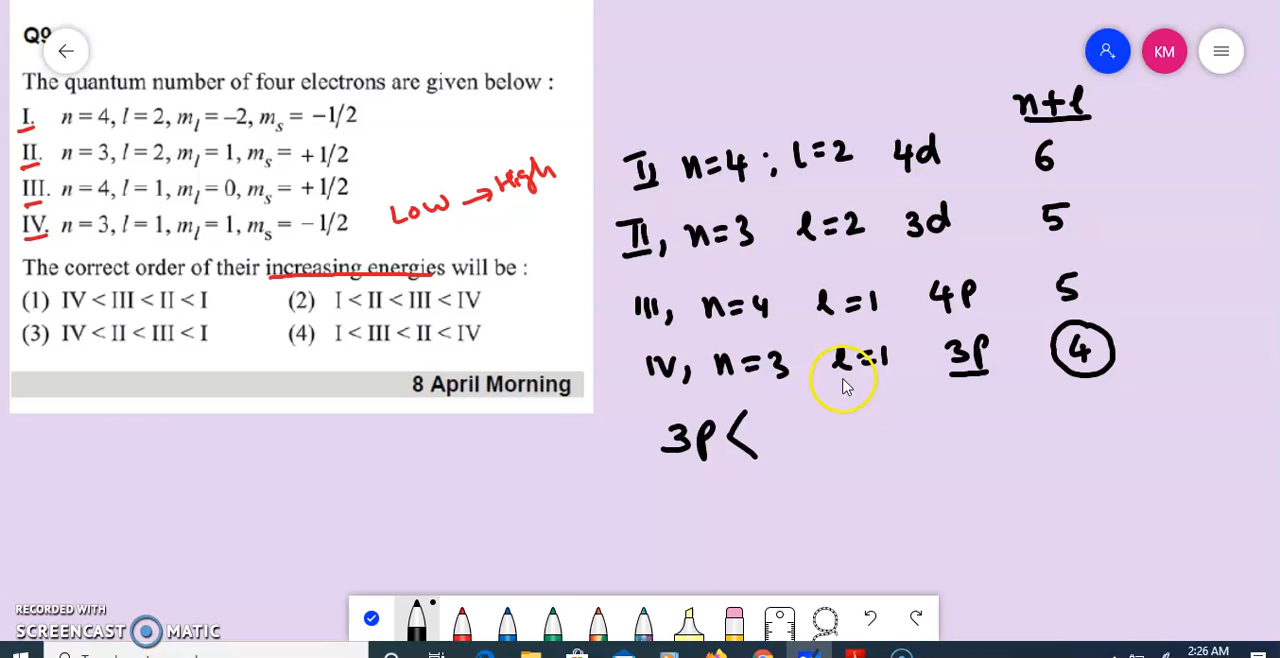 Q9
KM
The quantum number of four electrons are given below :
I. n = 4, l = 2, mₗ = –2, mₛ = −1/2
II. n = 3, l = 2, mₗ = 1, mₛ = + 1/2
III. n = 4, l = 1, mₗ = 0, mₛ = + 1/2
IV. n = 3, l = 1, mₗ = 1, mₛ = − 1/2
Low → High
The correct order of their increasing energies will be :
(1) IV < III < II < I (2) I < II < III < IV
(3) IV < II < III < I (4) I < III < II < IV
8 April Morning
n+l
II n=4 ; l=2 4d 6
II, n=3 l=2 3d 5
III, n=4 l=1 4p 5
IV, n=3 l=1 3p 4
3p <
RECORDED WITH
SCREENCAST MATIC
2:26 AM